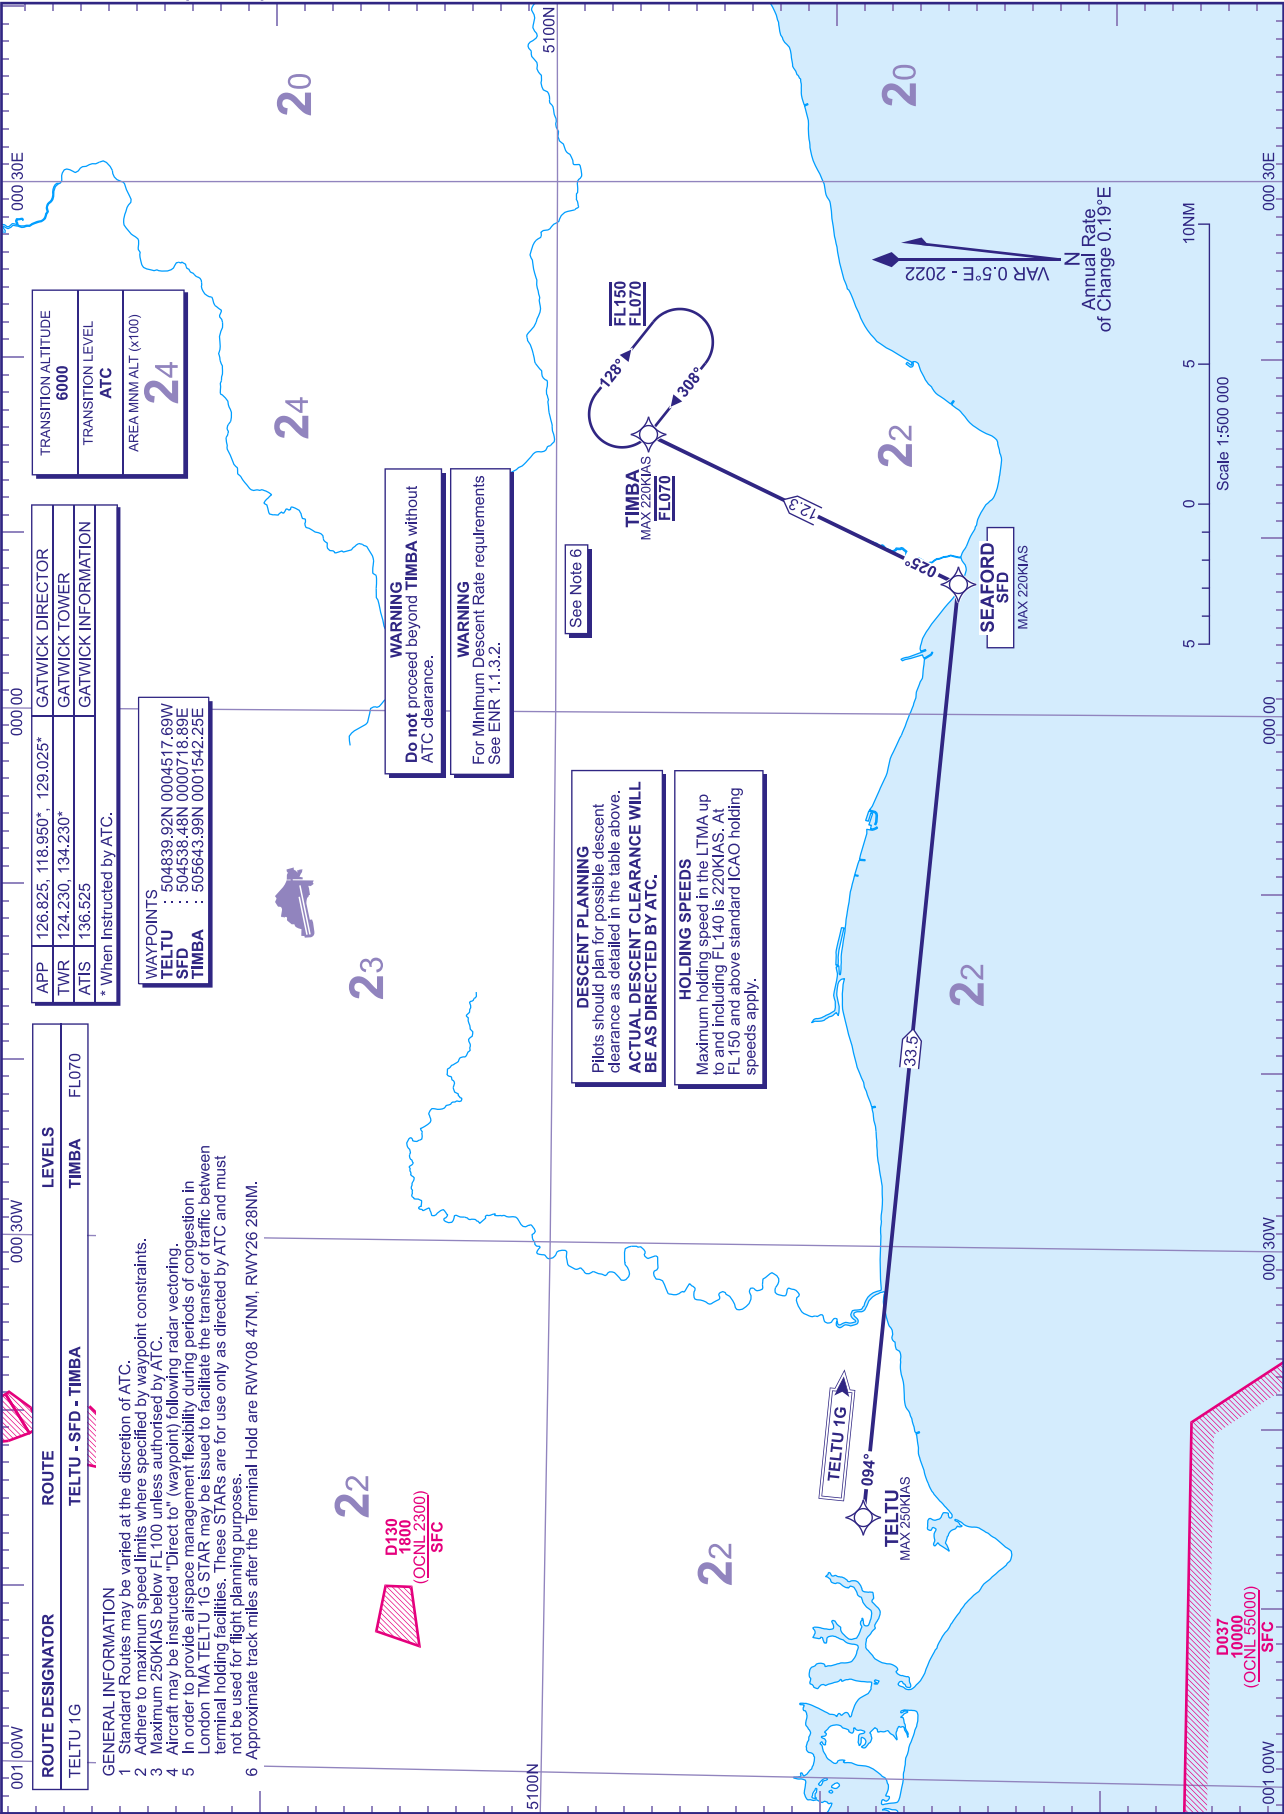 ROUTE DESIGNATOR ROUTE LEVELS
TELTU 1G TELTU - SFD - TIMBA TIMBA FL070
GENERAL INFORMATION
1 Standard Routes may be varied at the discretion of ATC.
2 Adhere to maximum speed limits where specified by waypoint constraints.
3 Maximum 250KIAS below FL100 unless authorised by ATC.
4 Aircraft may be instructed "Direct to" (waypoint) following radar vectoring.
5 In order to provide airspace management flexibility during periods of congestion in
London TMA TELTU 1G STAR may be issued to facilitate the transfer of traffic between
terminal holding facilities. These STARs are for use only as directed by ATC and must
not be used for flight planning purposes.
6 Approximate track miles after the Terminal Hold are RWY08 47NM, RWY26 28NM.
APP 126.825, 118.950*, 129.025* GATWICK DIRECTOR
TWR 124.230, 134.230* GATWICK TOWER
ATIS 136.525 GATWICK INFORMATION
* When Instructed by ATC.
TRANSITION ALTITUDE
6000
TRANSITION LEVEL
ATC
AREA MNM ALT (x100)
24
WAYPOINTS
TELTU : 504839.92N 0004517.69W
SFD : 504538.48N 0000718.89E
TIMBA : 505643.99N 0001542.25E
001 00W
000 30W
000 00
000 30E
20
24
23
22
D130
1800
(OCNL 2300)
SFC
WARNING
Do not proceed beyond TIMBA without
ATC clearance.
WARNING
For Minimum Descent Rate requirements
See ENR 1.1.3.2.
5100N
5100N
See Note 6
DESCENT PLANNING
Pilots should plan for possible descent
clearance as detailed in the table above.
ACTUAL DESCENT CLEARANCE WILL
BE AS DIRECTED BY ATC.
HOLDING SPEEDS
Maximum holding speed in the LTMA up
to and including FL140 is 220KIAS. At
FL150 and above standard ICAO holding
speeds apply.
FL150
FL070
128°
308°
TIMBA
MAX 220KIAS
FL070
12.3
025°
22
22
22
20
TELTU 1G
094°
TELTU
MAX 250KIAS
33.5
SEAFORD
SFD
MAX 220KIAS
VAR 0.5°E - 2022
N
Annual Rate
of Change 0.19°E
5 0 5 10NM
Scale 1:500 000
D037
10000
(OCNL 55000)
SFC
001 00W
000 30W
000 00
000 30E